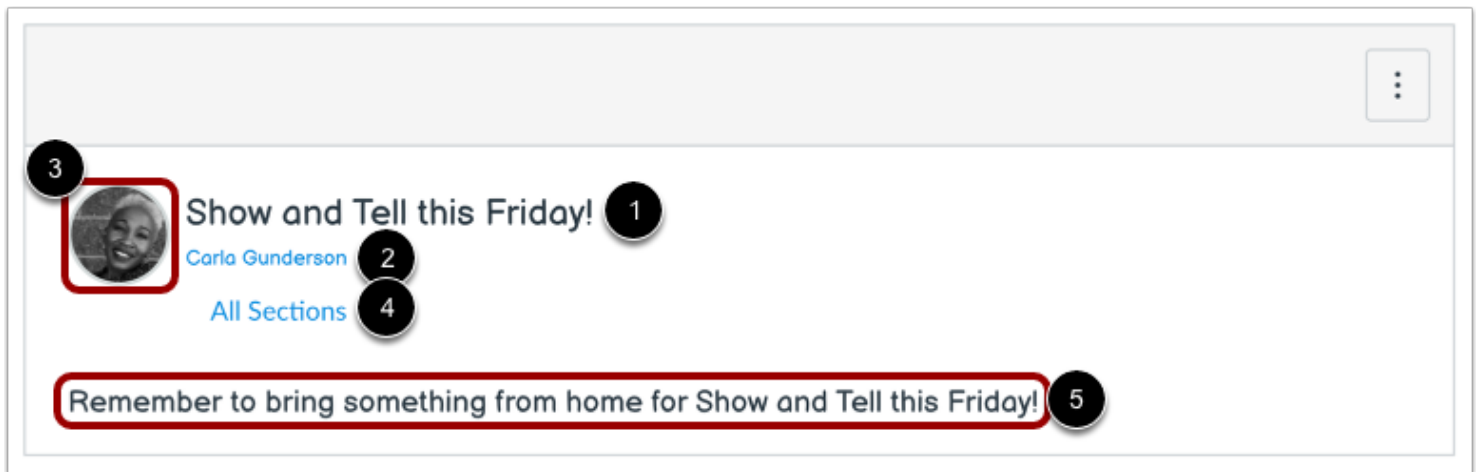 3
Show and Tell this Friday! 1
Carla Gunderson 2
All Sections 4
Remember to bring something from home for Show and Tell this Friday! 5